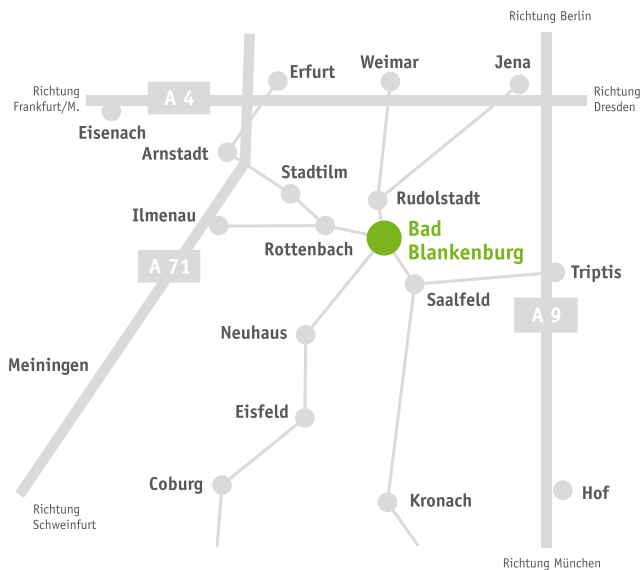 Richtung Berlin
Weimar
Jena
Erfurt
Richtung
Frankfurt/M.
A 4
Richtung
Dresden
Eisenach
Arnstadt
Stadtilm
Rudolstadt
Ilmenau
Bad
Blankenburg
Rottenbach
A 71
Triptis
Saalfeld
A 9
Neuhaus
Meiningen
Eisfeld
Coburg
Kronach
Hof
Richtung
Schweinfurt
Richtung München